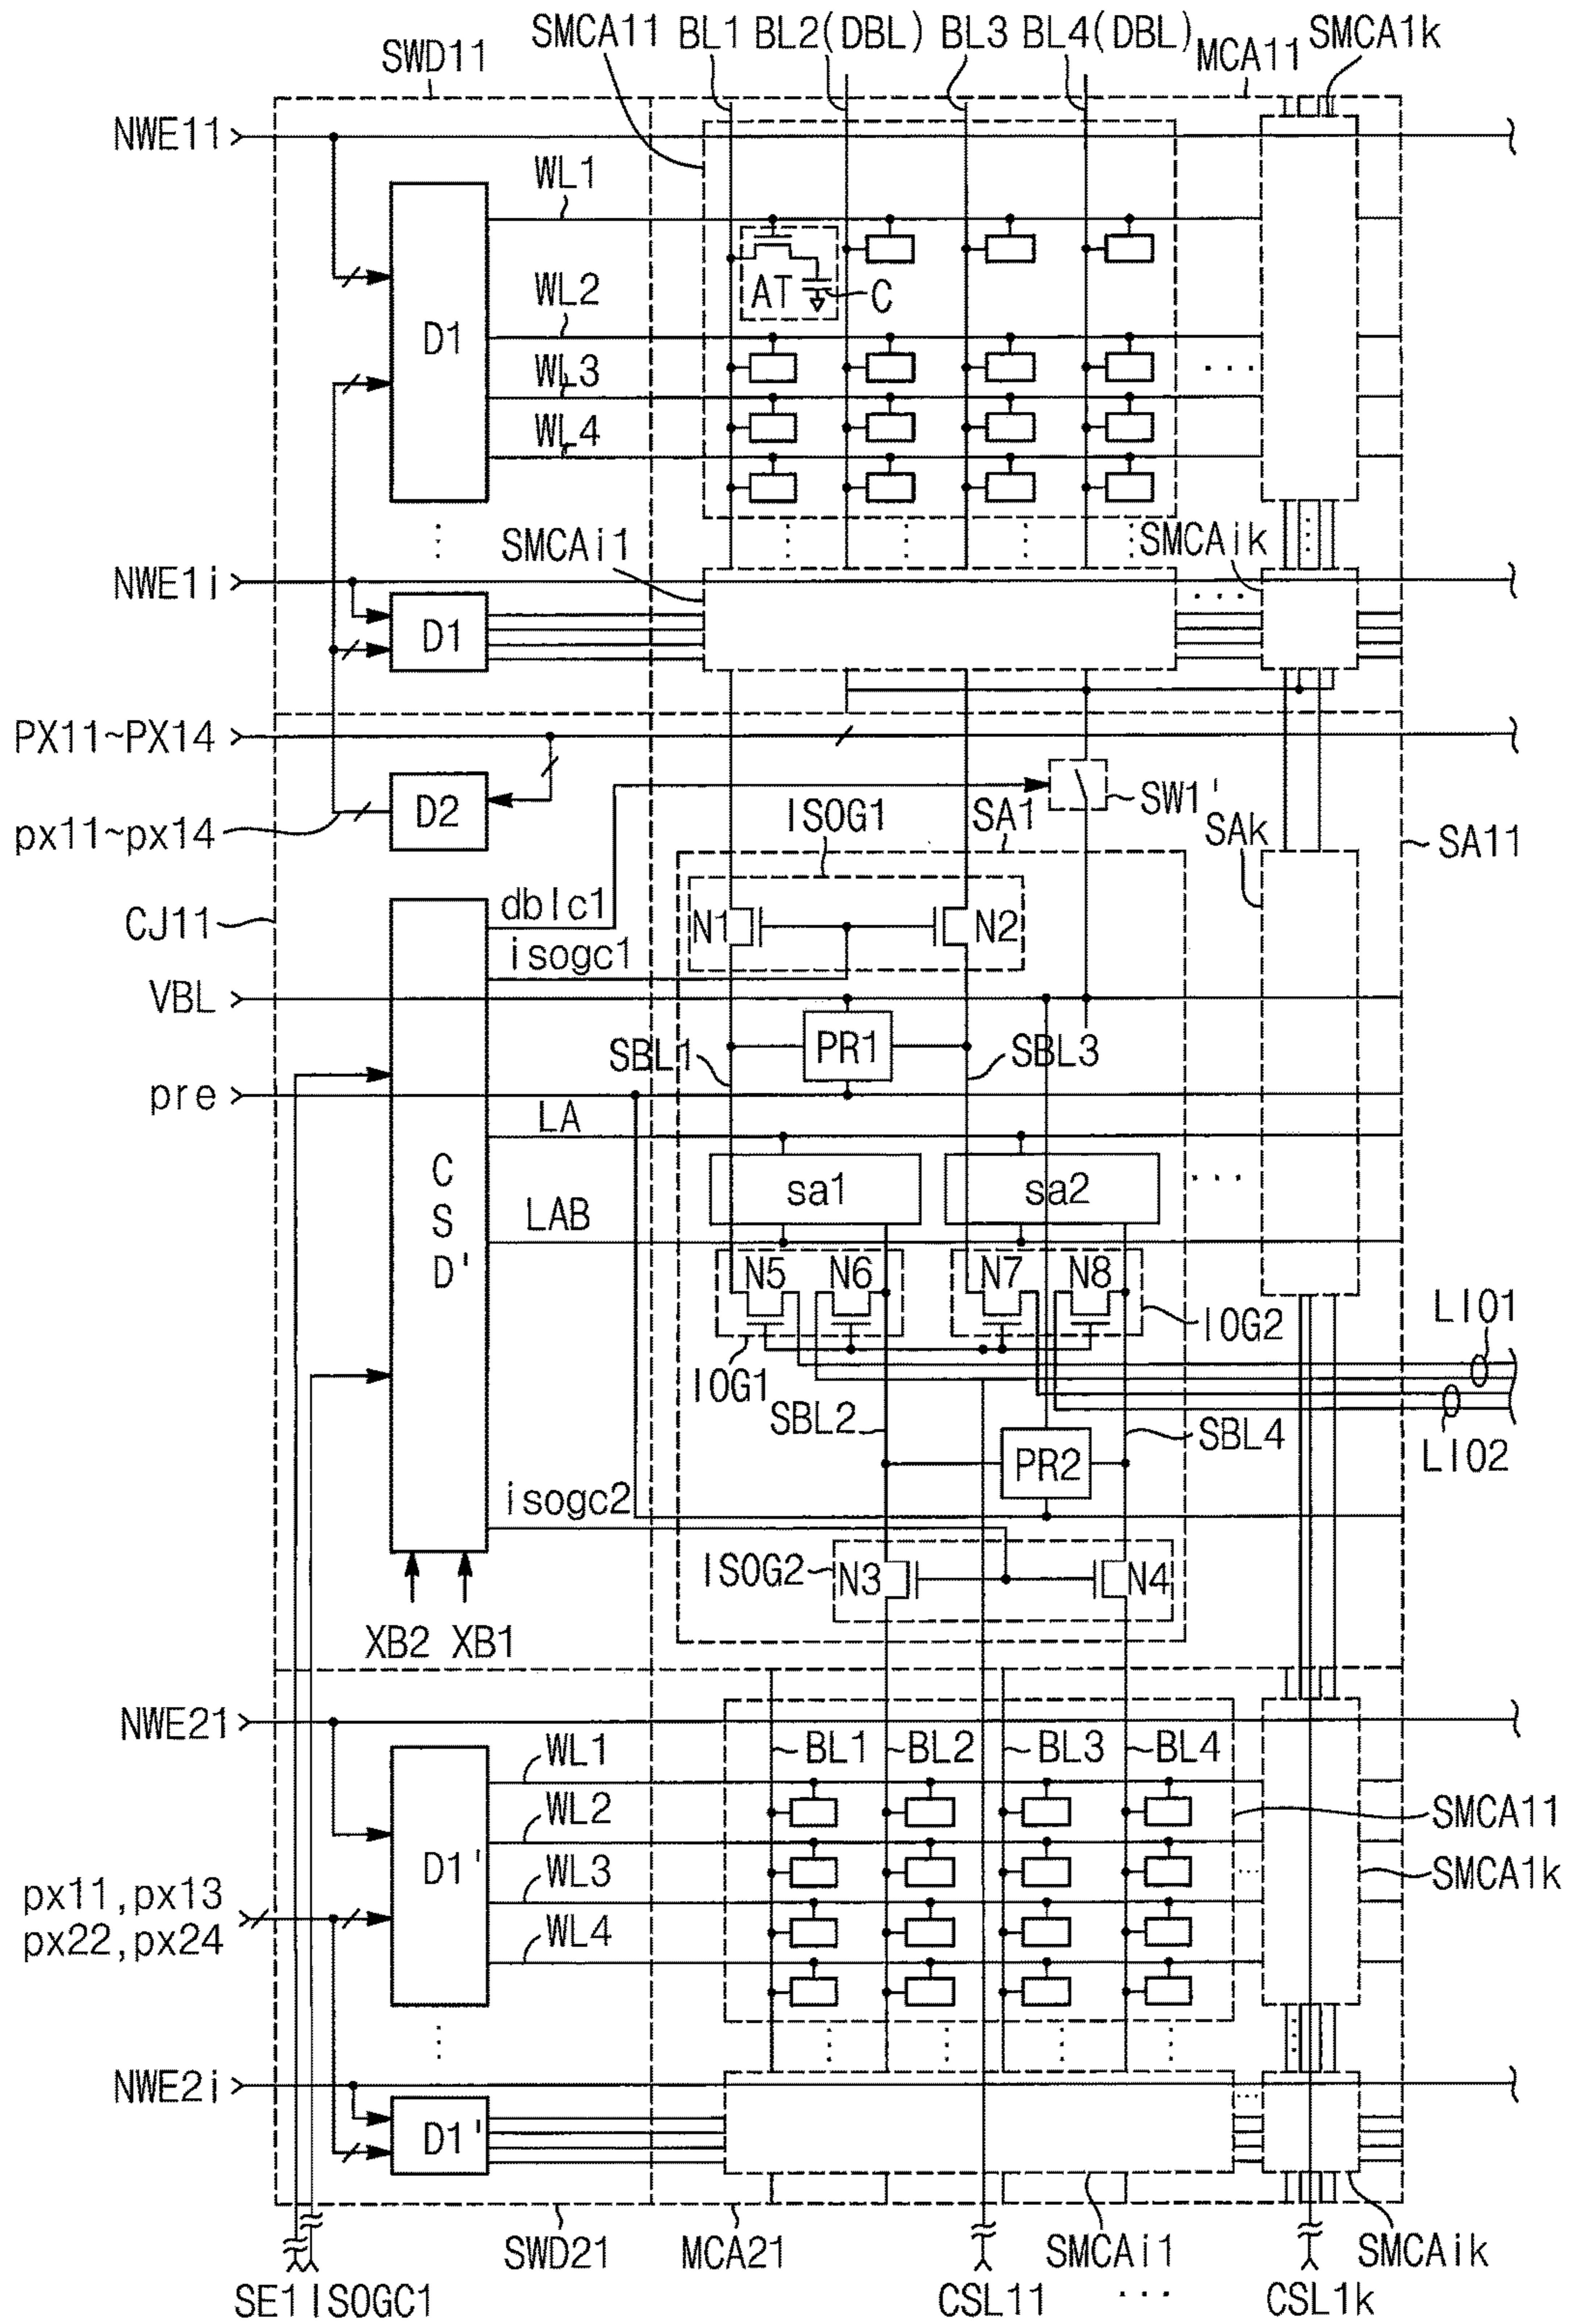 SMCA11 BL1 BL2(DBL) BL3 BL4(DBL) MCA11 SMCA1k
SWD11
NWE11
WL1
AT C
WL2
D1
WL3
WL4
SMCAi1 SMCAik
NWE1i
D1
PX11~PX14
D2
px11~px14
SW1'
ISOG1 SA1 SAk SA11
CJ11
dblc1
N1 N2
isogc1
VBL
PR1
SBL1 SBL3
pre
LA
C
S
D'
sa1 sa2
LAB
N5 N6 N7 N8
IOG2
LIO1
IOG1
SBL2 SBL4
PR2
LIO2
isogc2
ISOG2 N3 N4
XB2 XB1
NWE21
WL1 BL1 BL2 BL3 BL4
WL2 SMCA11
D1'
WL3 SMCA1k
px11,px13
px22,px24
WL4
NWE2i
D1'
SWD21 MCA21 SMCAi1 SMCAik
SE1 ISOGC1 CSL11 ··· CSL1k